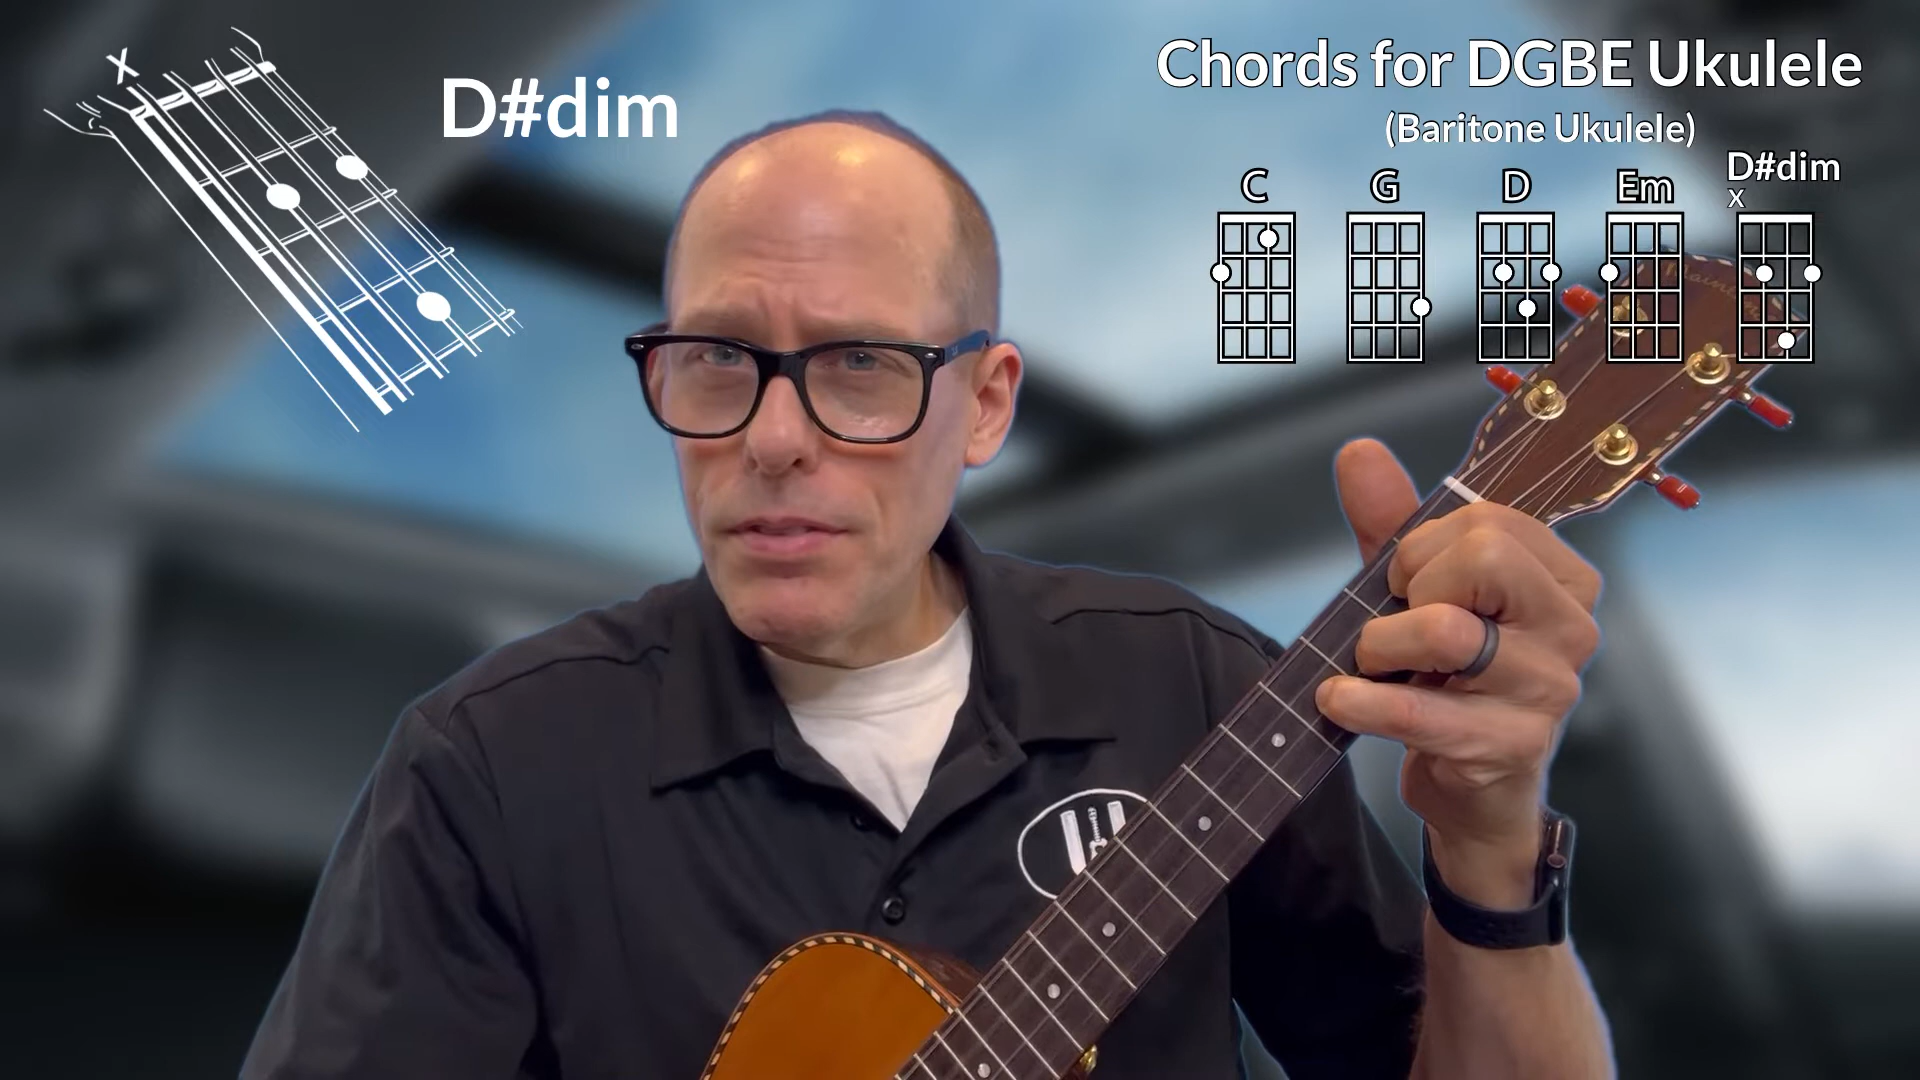 X
D#dim
Chords for DGBE Ukulele
(Baritone Ukulele)
C G D Em D#dim
X